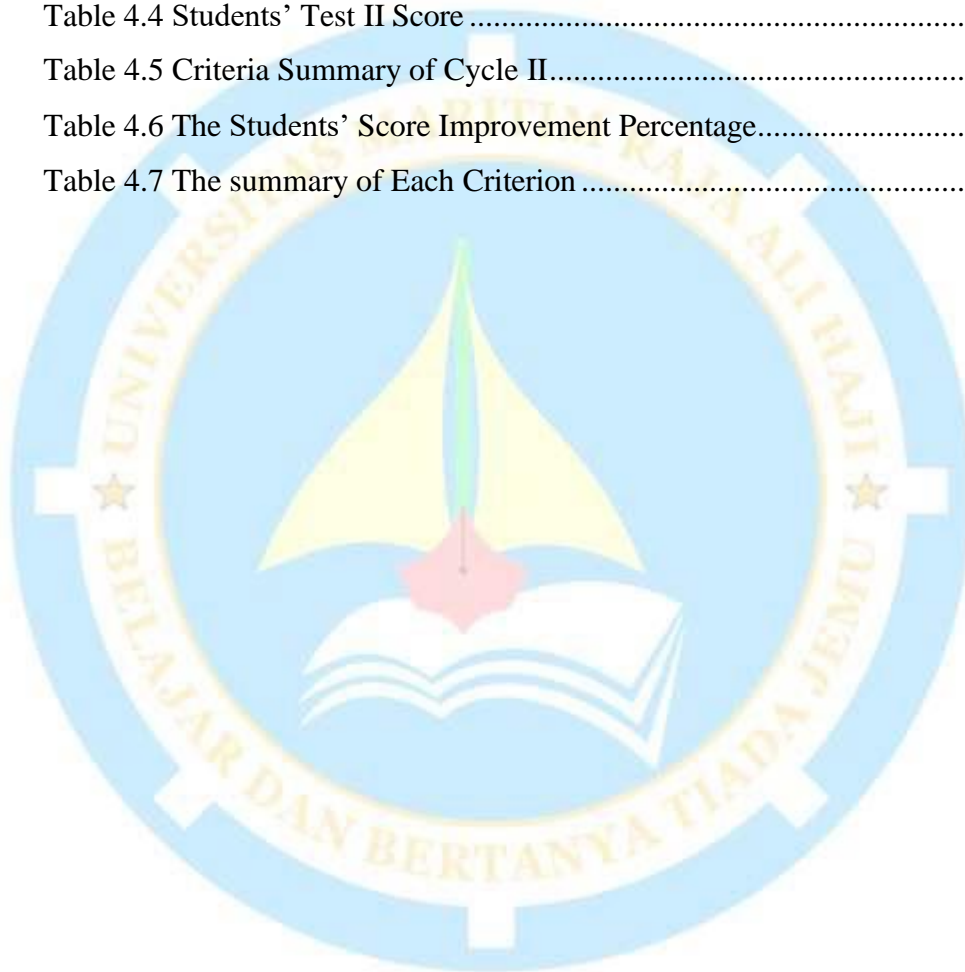 Table 4.4 Students’ Test II Score ........................................................
Table 4.5 Criteria Summary of Cycle II...............................................
Table 4.6 The Students’ Score Improvement Percentage.......................
Table 4.7 The summary of Each Criterion ...........................................
UNIVERSITAS MARITIM RAJA ALI HAJI
BELAJAR DAN BERTANYA TIADA JEMU